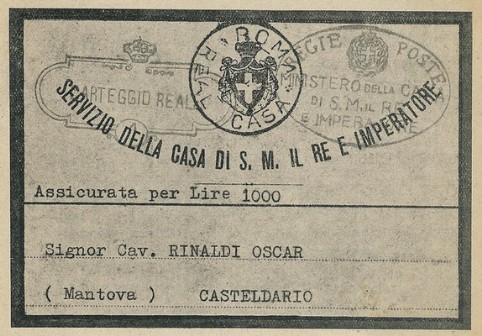 ROMA
REAL CASA
CARTEGGIO REALE
REGIE POSTE
MINISTERO DELLA CASA
DI S.M. IL RE
E IMPERATORE
SERVIZIO DELLA CASA DI S. M. IL RE E IMPERATORE
Assicurata per Lire 1000
Signor Cav. RINALDI OSCAR
( Mantova ) CASTELDARIO